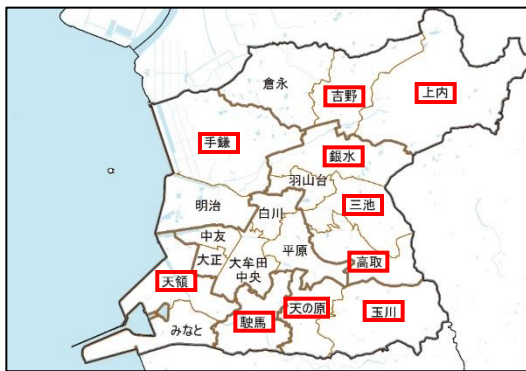 倉永
吉野
上内
手鎌
銀水
羽山台
三池
明治
白川
中友
大正
大牟田
中央
平原
高取
天領
みなと
駛馬
天の原
玉川